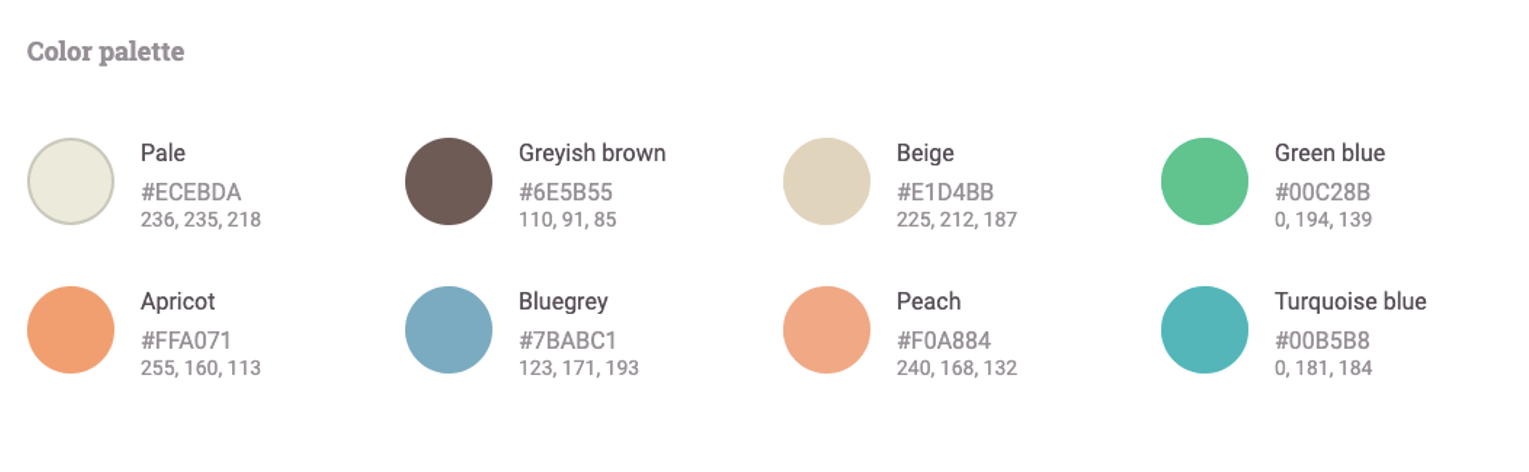 Color palette
Pale
#ECEBDA
236, 235, 218
Greyish brown
#6E5B55
110, 91, 85
Beige
#E1D4BB
225, 212, 187
Green blue
#00C28B
0, 194, 139
Apricot
#FFA071
255, 160, 113
Bluegrey
#7BABC1
123, 171, 193
Peach
#F0A884
240, 168, 132
Turquoise blue
#00B5B8
0, 181, 184